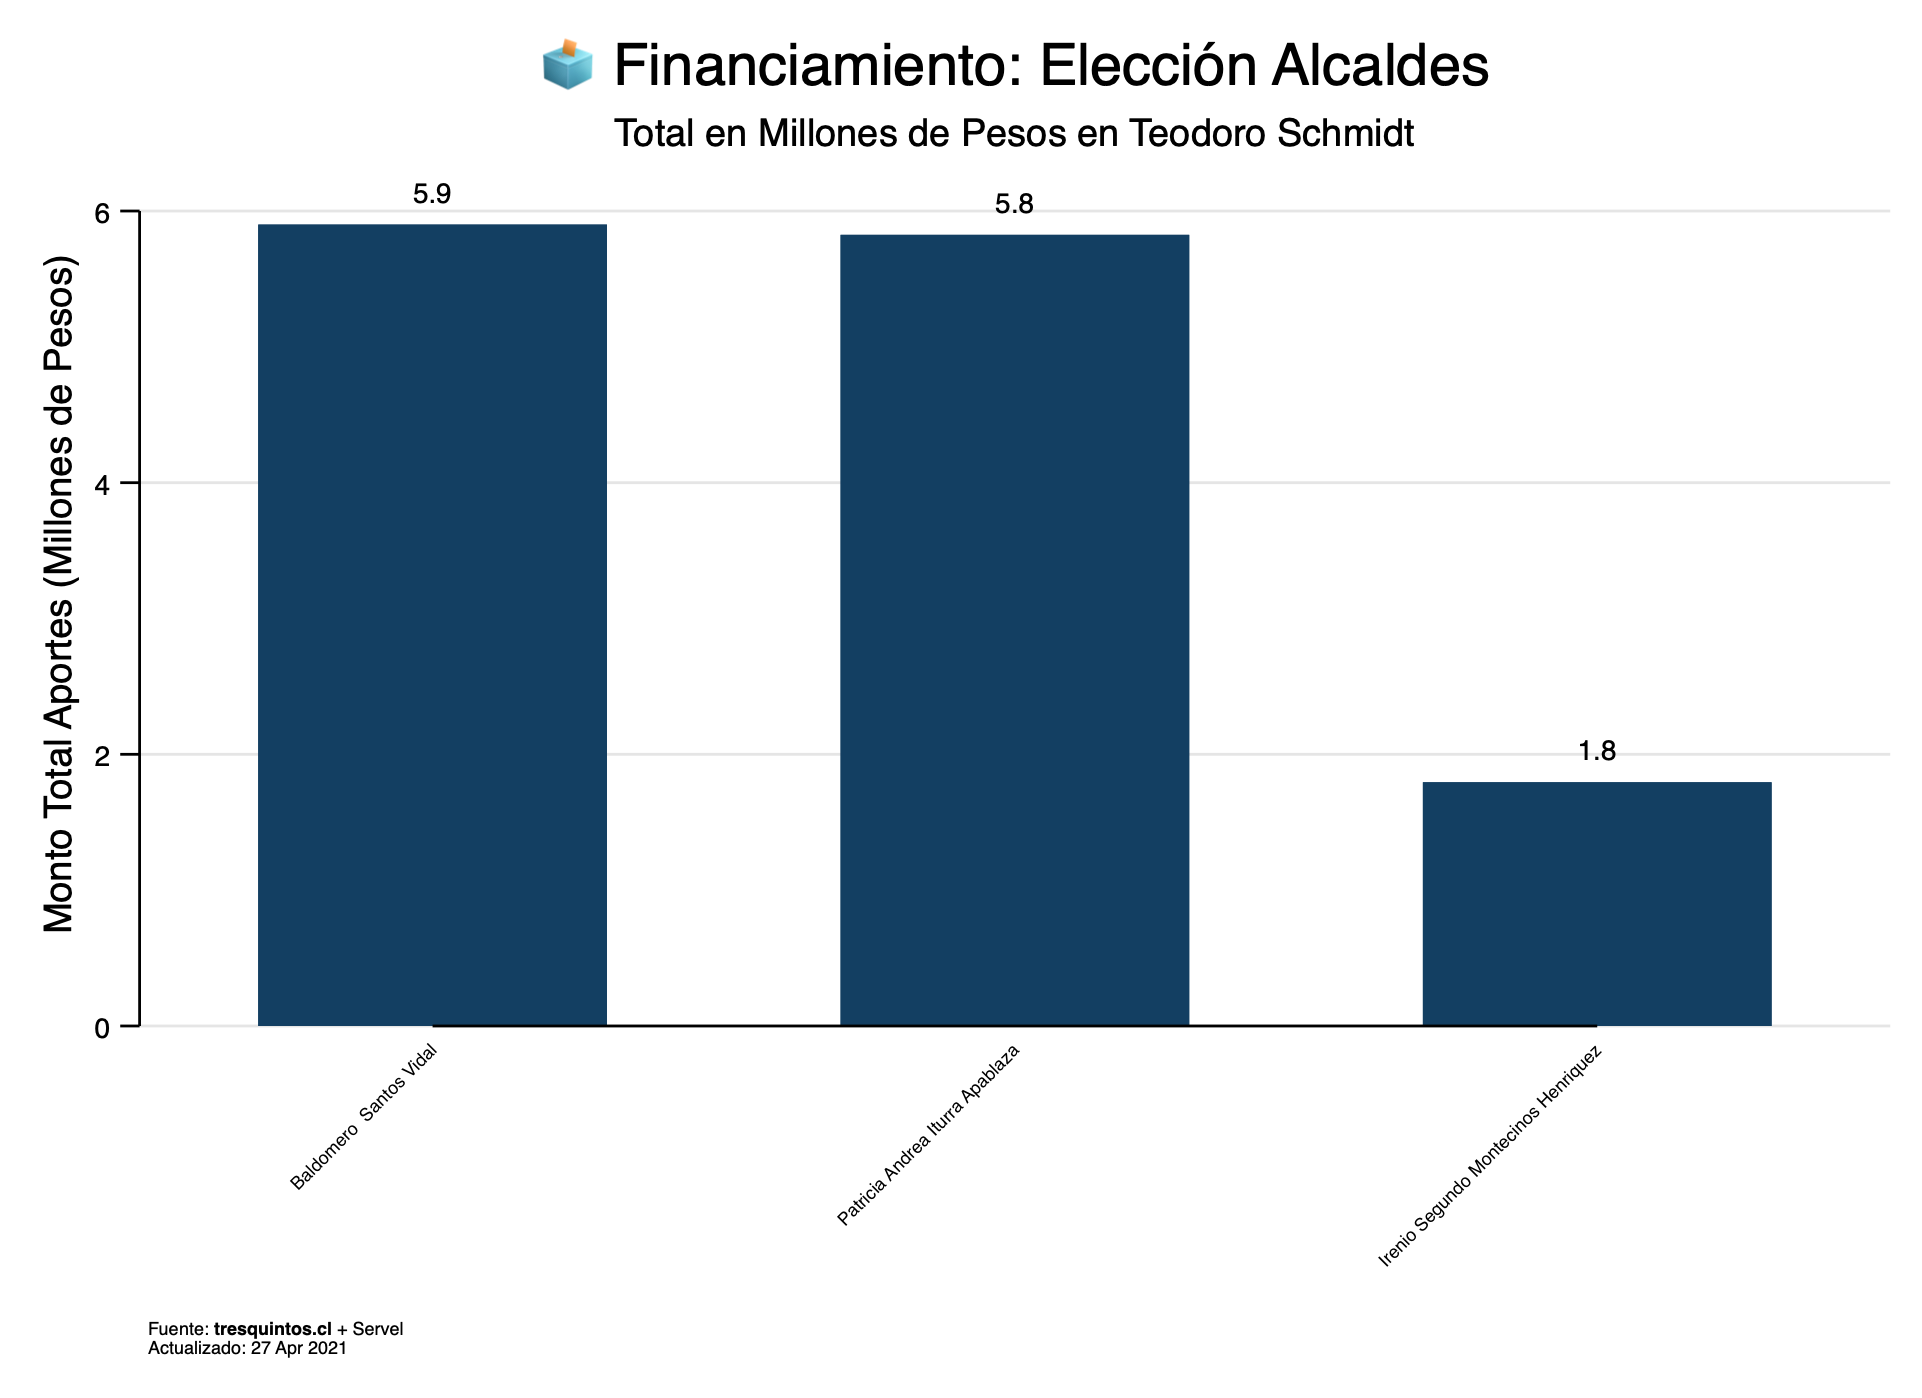 Financiamiento: Elección Alcaldes
Total en Millones de Pesos en Teodoro Schmidt
Monto Total Aportes (Millones de Pesos)
6
4
2
0
5.9
5.8
1.8
Baldomero  Santos Vidal
Patricia Andrea Iturra Apablaza
Irenio Segundo Montecinos Henriquez
Fuente: tresquintos.cl + Servel
Actualizado: 27 Apr 2021